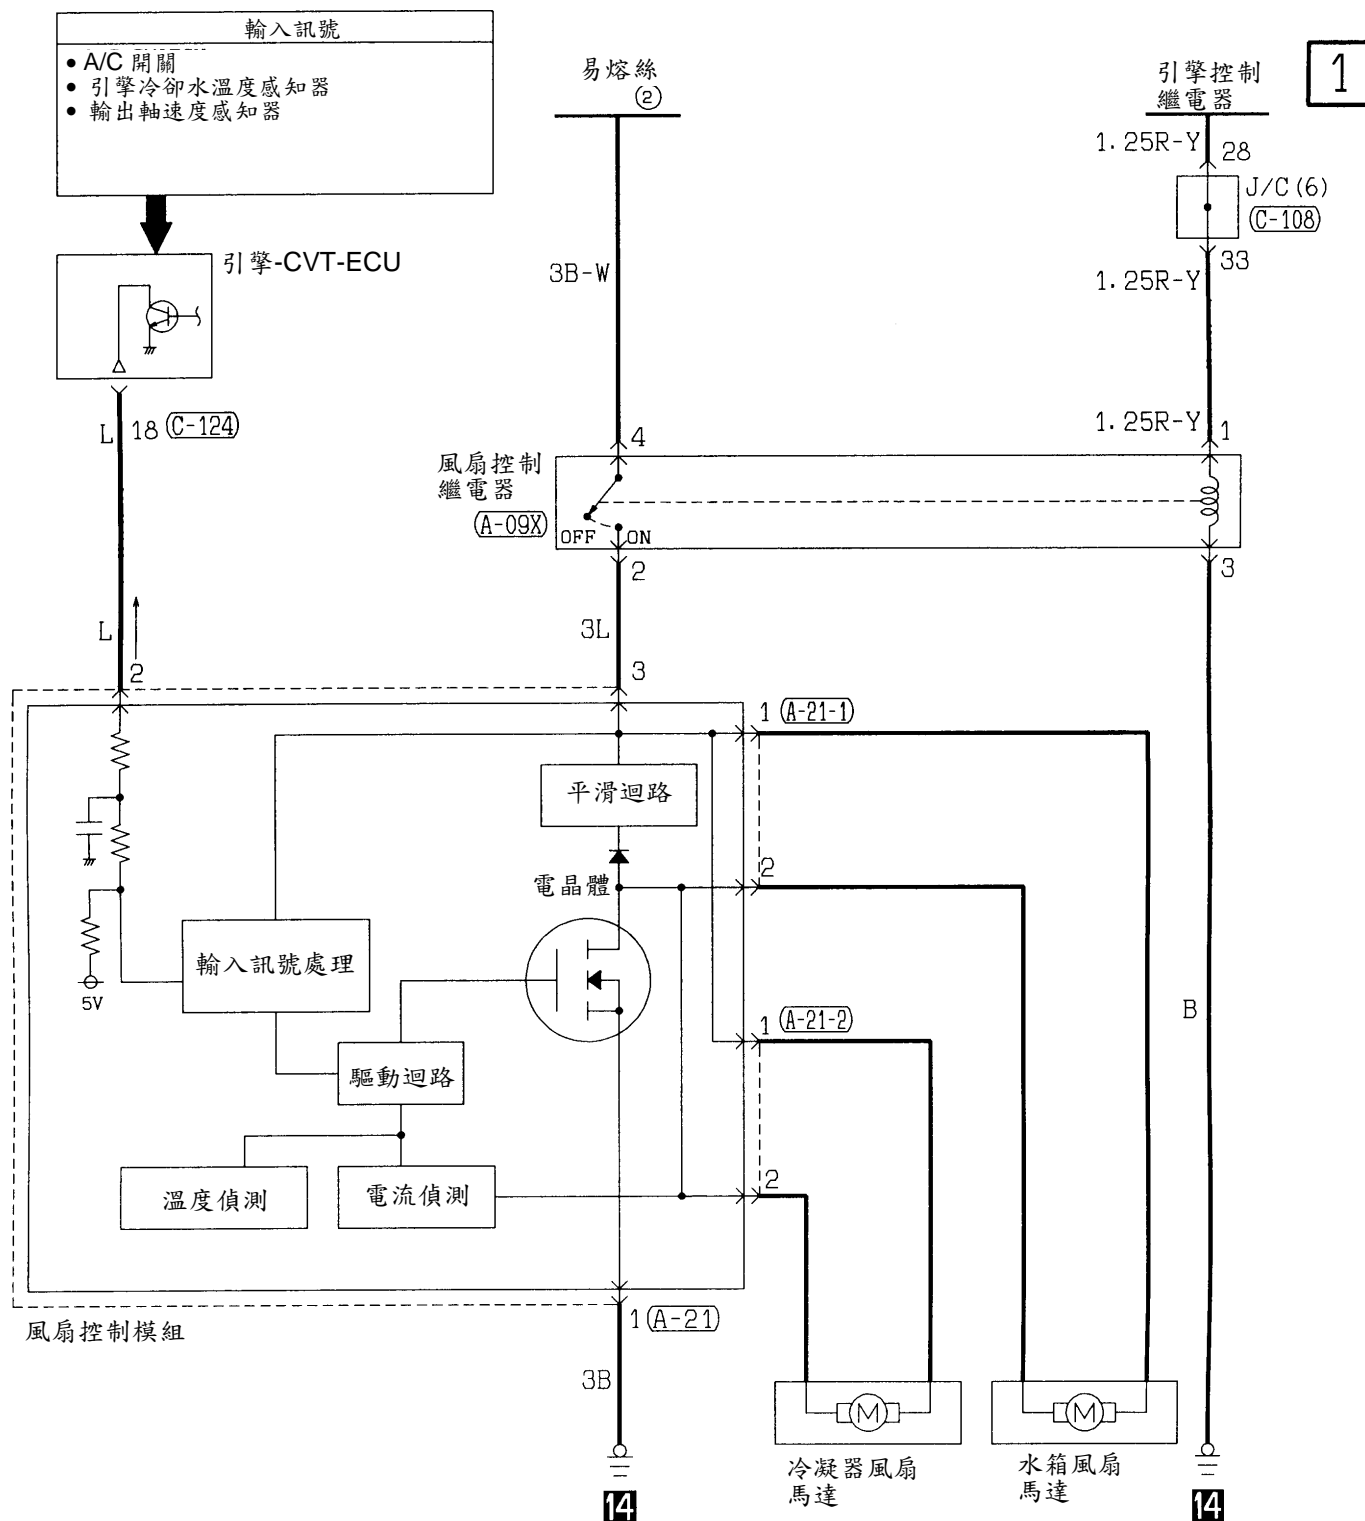 輸入訊號
● A/C 開關
● 引擎冷卻水溫度感知器
● 輸出軸速度感知器
易熔絲
②
引擎控制
繼電器
1
1.25R-Y
28
J/C(6)
C-108
33
1.25R-Y
引擎-CVT-ECU
3B-W
L
18
C-124
1.25R-Y
1
4
風扇控制
繼電器
A-09X
OFF
ON
2
3
L
2
3L
3
1
A-21-1
平滑迴路
2
電晶體
輸入訊號處理
5V
1
A-21-2
B
驅動迴路
溫度偵測
電流偵測
2
1
A-21
風扇控制模組
3B
M
M
冷凝器風扇
馬達
水箱風扇
馬達
14
14